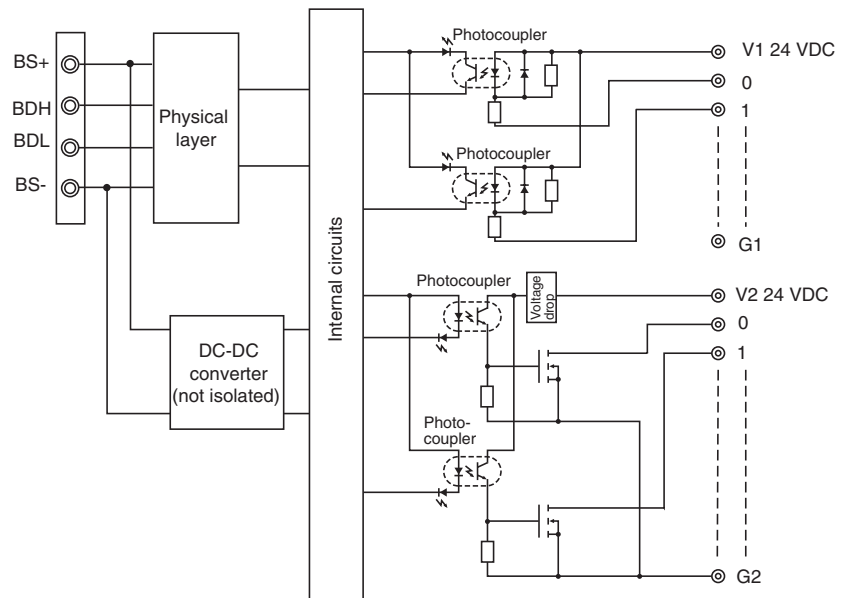 BS+
BDH
BDL
BS-
Physical
layer
DC-DC
converter
(not isolated)
Internal circuits
Photocoupler
Photocoupler
V1 24 VDC
0
1
G1
Photocoupler
Voltage
drop
Photo-
coupler
V2 24 VDC
0
1
G2